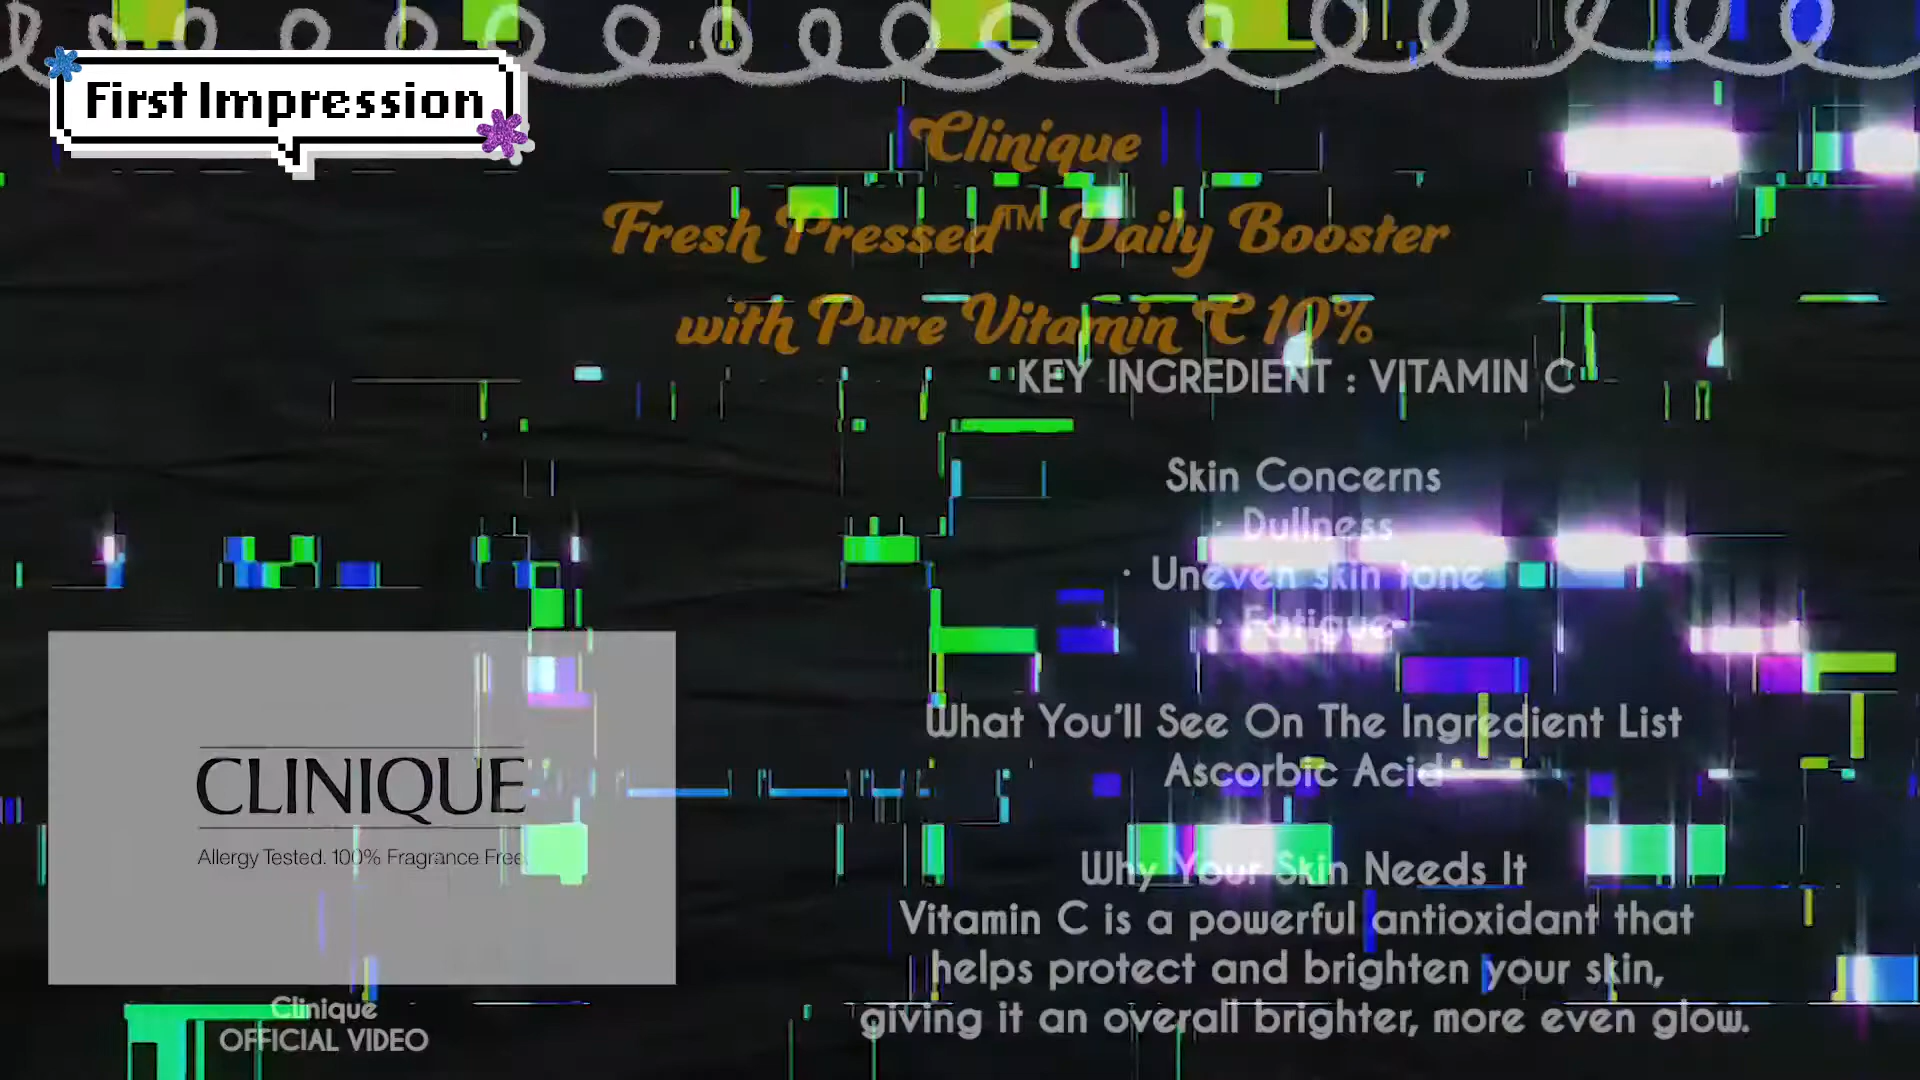 First Impression
Clinique
Fresh Pressed™ Daily Booster
with Pure Vitamin C 10%
KEY INGREDIENT : VITAMIN C
Skin Concerns
· Dullness
· Uneven skin tone
· Fatigue
What You'll See On The Ingredient List
Ascorbic Acid
Why Your Skin Needs It
Vitamin C is a powerful antioxidant that
helps protect and brighten your skin,
giving it an overall brighter, more even glow.
CLINIQUE
Allergy Tested. 100% Fragrance Free.
Clinique
OFFICIAL VIDEO